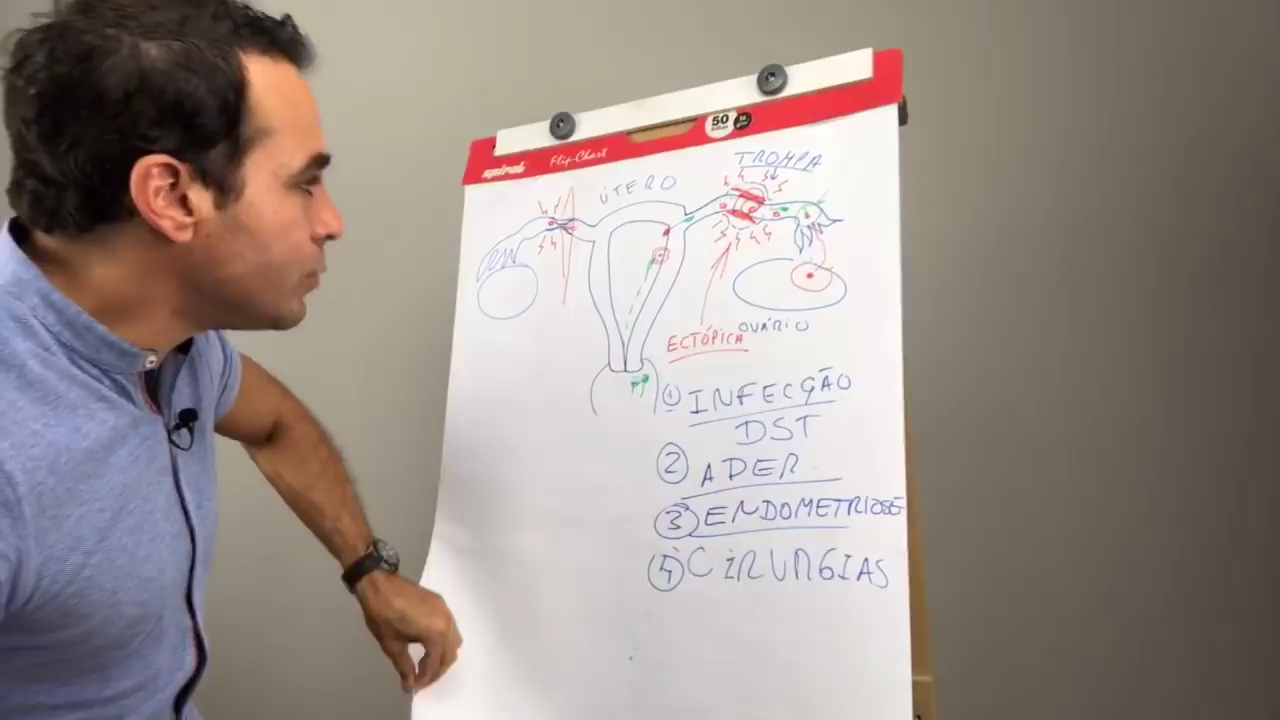 spiral Flip-Chart 50
TROMPA
ÚTERO
OVÁRIO
ECTÓPICA
1 INFECÇÃO
DST
2 ADER
3 ENDOMETRIOSE
4 CIRURGIAS